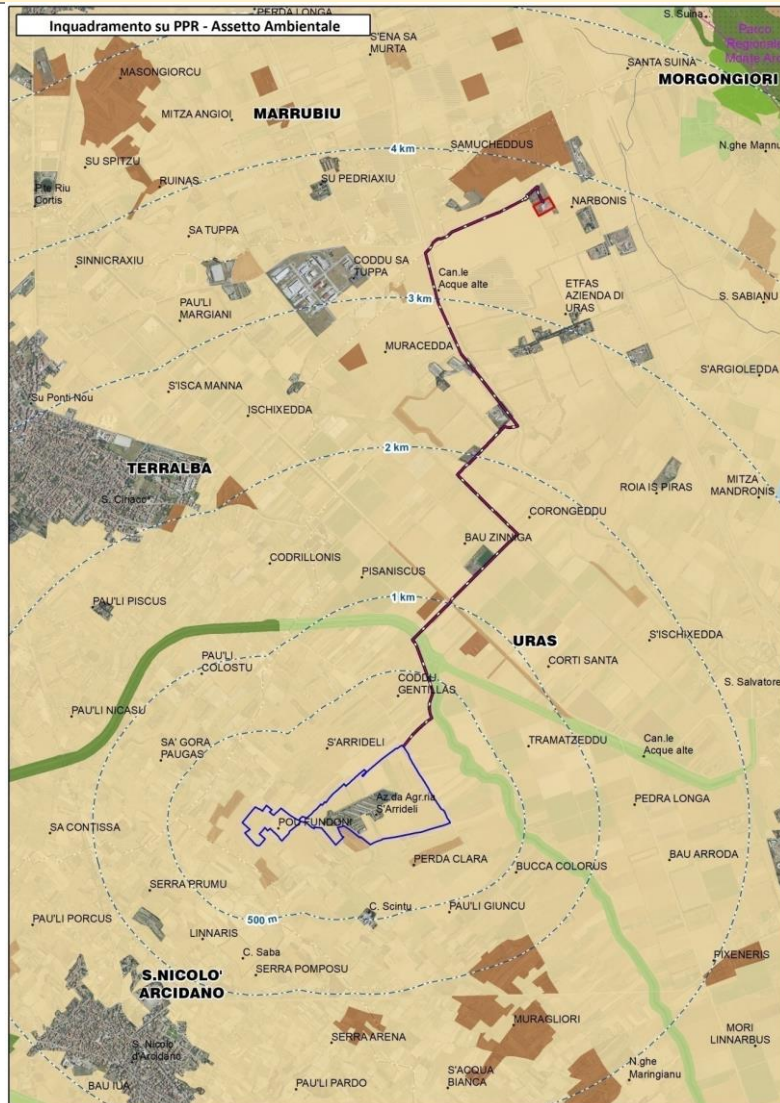 Inquadramento su PPR - Assetto Ambientale
PERDA LONGA
S. Suina
Parco
Regionale
S'ENA SA
MURTA
SANTA SUINA
MORGONGIORI
MASONGIORCU
MITZA ANGIOI
MARRUBIU
SAMUCHEDDUS
N.ghe Mannu
4 km
SU SPITZU
RUINAS
SU PEDRIAXIU
P.te Riu
Cortis
NARBONIS
SA TUPPA
SINNICRAXIU
CODDU SA
TUPPA
Can.le
Acque alte
ETFAS
AZIENDA DI
URAS
S. SABIANU
PAU'LI
MARGIANI
3 km
MURACEDDA
S'ARGIOLEDDA
S'ISCA MANNA
Su Ponti Nou
ISCHIXEDDA
2 km
TERRALBA
ROIA IS PIRAS
MITZA
MANDRONIS
S. Ciriaco
CORONGEDDU
BAU ZINNIGA
CODRILLONIS
PISANISCUS
PAU'LI PISCUS
1 km
URAS
S'ISCHIXEDDA
PAU'LI
COLOSTU
CORTI SANTA
CODDU
GENTILLAS
S. Salvatore
PAU'LI NICASU
SA' GORA
PAUGAS
S'ARRIDELI
TRAMATZEDDU
Can.le
Acque alte
Az.da Agr.ria
S'Arrideli
PEDRA LONGA
SA CONTISSA
POU FUNDONI
PERDA CLARA
BUCCA COLORUS
BAU ARRODA
SERRA PRUMU
C. Scintu
PAU'LI GIUNCU
PAU'LI PORCUS
500 m
LINNARIS
C. Saba
SERRA POMPOSU
PIXENERIS
S.NICOLO'
ARCIDANO
MURAGLIORI
S. Nicolo
d'Arcidano
SERRA ARENA
MORI
LINNARBUS
BAU IUA
PAU'LI PARDO
S'ACQUA
BIANCA
N.ghe
Maringianu